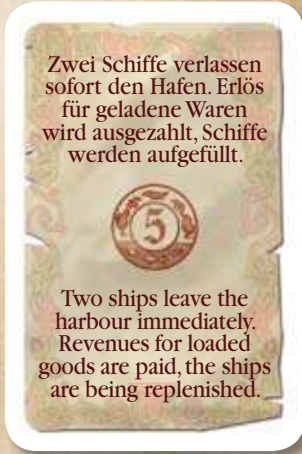 Zwei Schiffe verlassen
sofort den Hafen. Erlös
für geladene Waren
wird ausgezahlt, Schiffe
werden aufgefüllt.
5
Two ships leave the
harbour immediately.
Revenues for loaded
goods are paid, the ships
are being replenished.